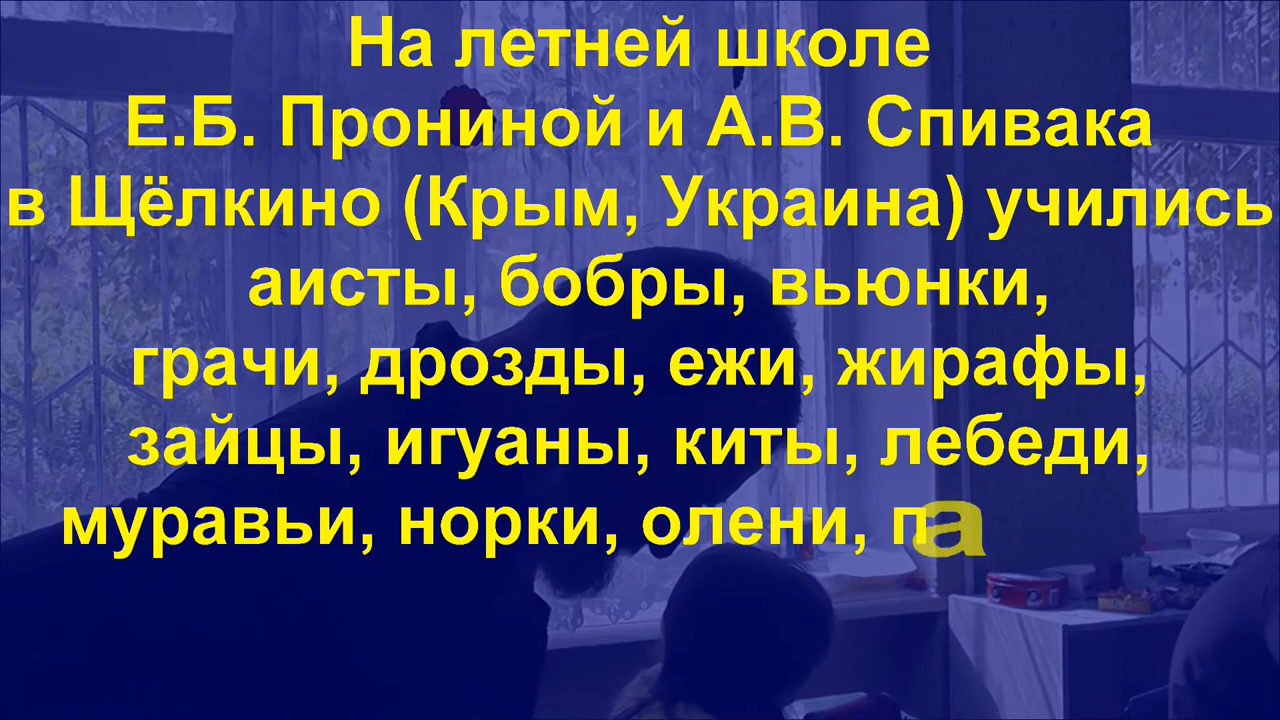 На летней школе
Е.Б. Прониной и А.В. Спивака
в Щёлкино (Крым, Украина) учились
аисты, бобры, вьюнки,
грачи, дрозды, ежи, жирафы,
зайцы, игуаны, киты, лебеди,
муравьи, норки, олени, па